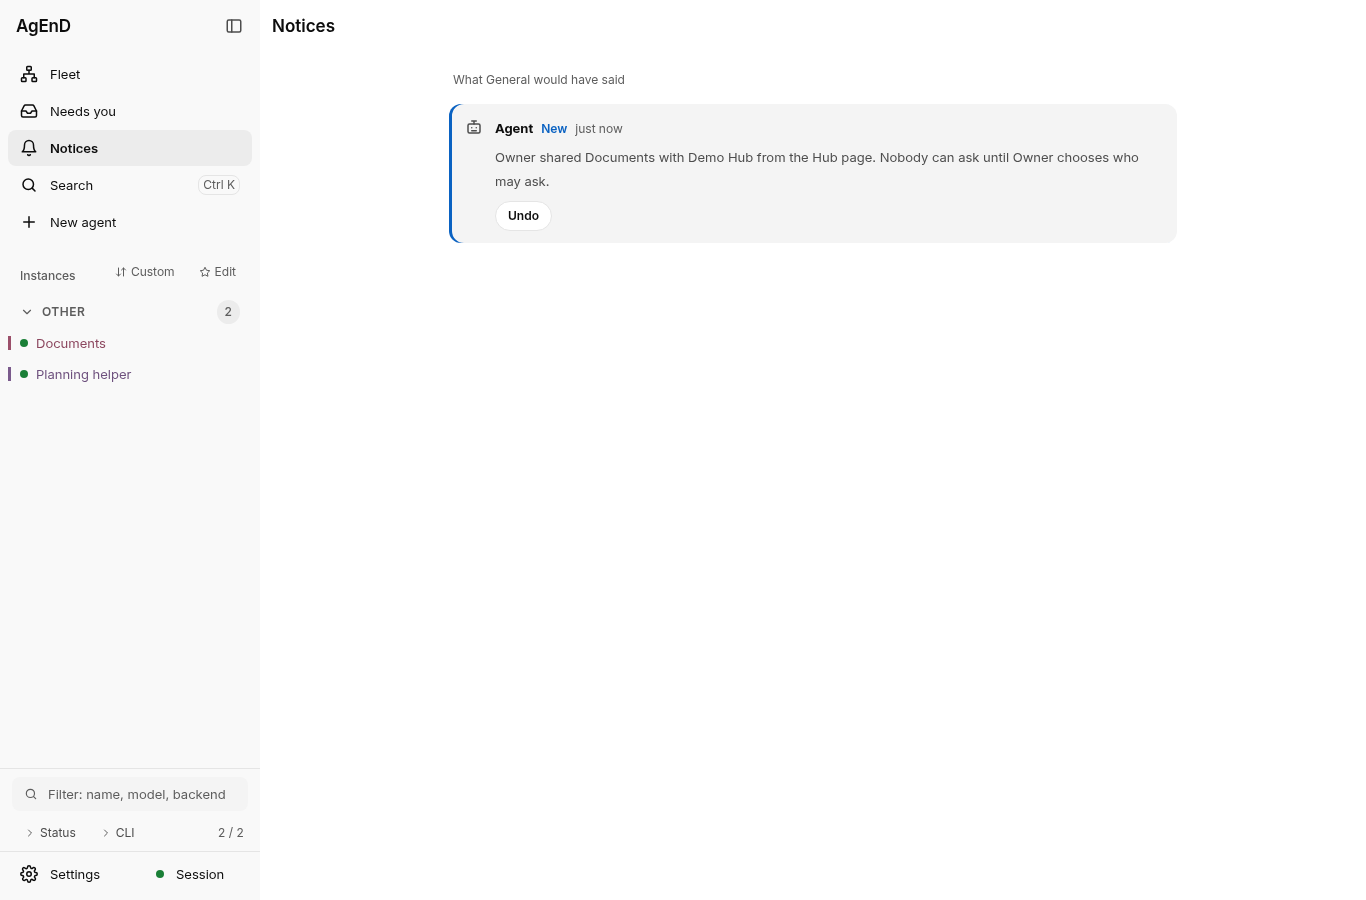 AgEnD
Notices
Fleet
Needs you
Notices
Search Ctrl K
New agent
Instances Custom Edit
OTHER 2
Documents
Planning helper
What General would have said
Agent New just now
Owner shared Documents with Demo Hub from the Hub page. Nobody can ask until Owner chooses who
may ask.
Undo
Filter: name, model, backend
Status CLI 2 / 2
Settings Session